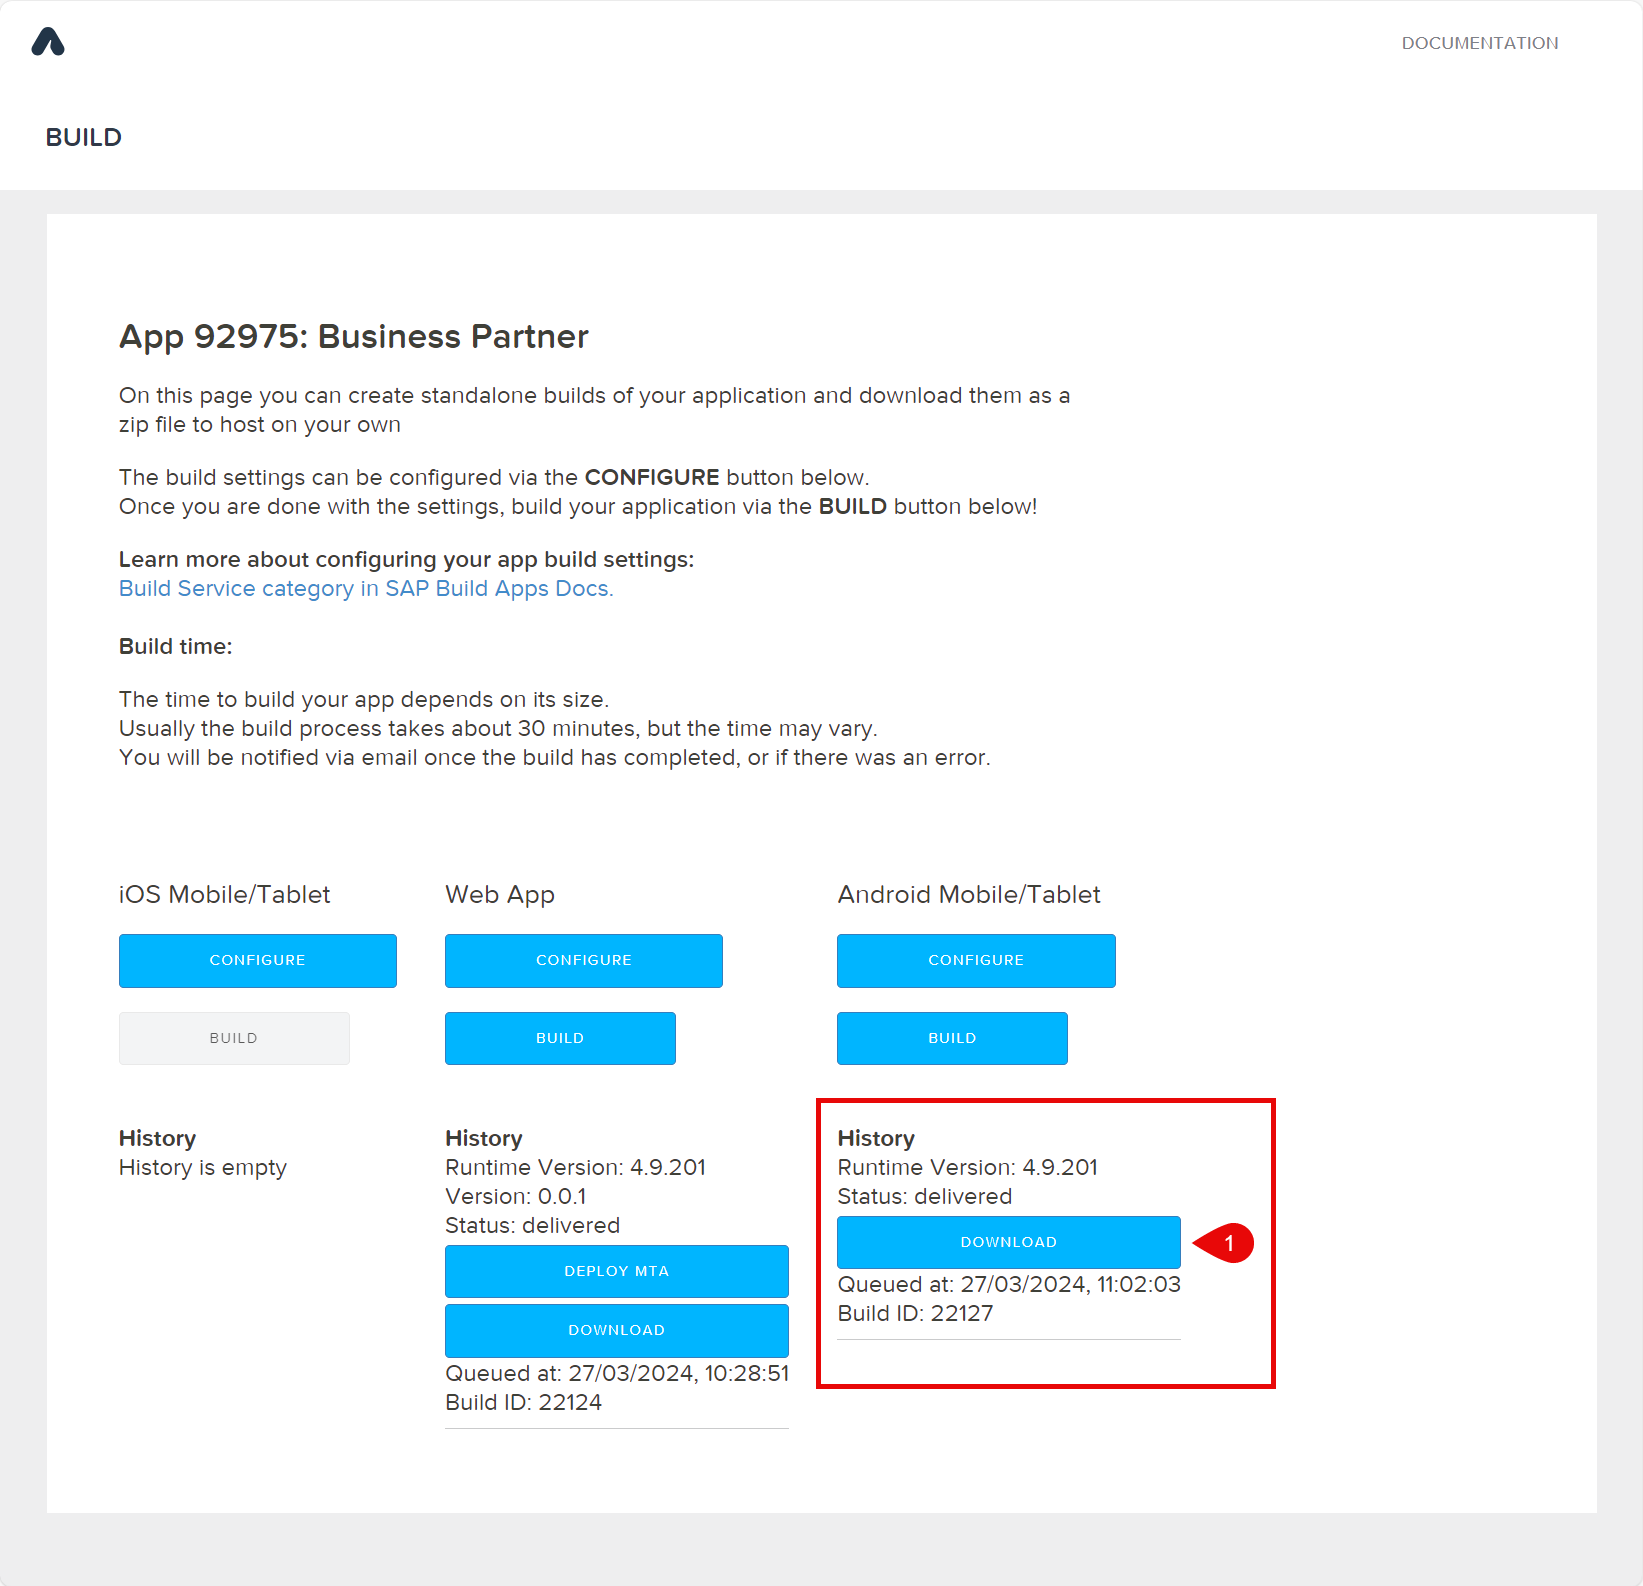 DOCUMENTATION
BUILD
App 92975: Business Partner
On this page you can create standalone builds of your application and download them as a
zip file to host on your own
The build settings can be configured via the CONFIGURE button below.
Once you are done with the settings, build your application via the BUILD button below!
Learn more about configuring your app build settings:
Build Service category in SAP Build Apps Docs.
Build time:
The time to build your app depends on its size.
Usually the build process takes about 30 minutes, but the time may vary.
You will be notified via email once the build has completed, or if there was an error.
iOS Mobile/Tablet
CONFIGURE
BUILD
History
History is empty
Web App
CONFIGURE
BUILD
History
Runtime Version: 4.9.201
Version: 0.0.1
Status: delivered
DEPLOY MTA
DOWNLOAD
Queued at: 27/03/2024, 10:28:51
Build ID: 22124
Android Mobile/Tablet
CONFIGURE
BUILD
History
Runtime Version: 4.9.201
Status: delivered
DOWNLOAD
1
Queued at: 27/03/2024, 11:02:03
Build ID: 22127